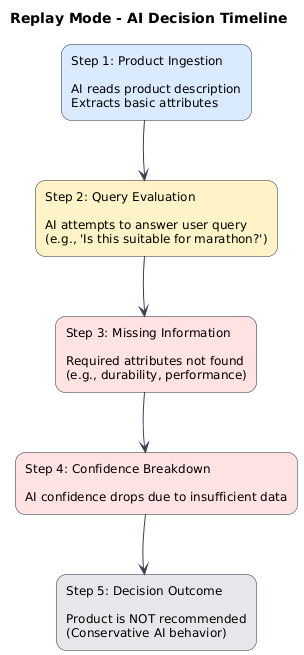 Replay Mode - AI Decision Timeline
Step 1: Product Ingestion
AI reads product description
Extracts basic attributes
Step 2: Query Evaluation
AI attempts to answer user query
(e.g., 'Is this suitable for marathon?')
Step 3: Missing Information
Required attributes not found
(e.g., durability, performance)
Step 4: Confidence Breakdown
AI confidence drops due to insufficient data
Step 5: Decision Outcome
Product is NOT recommended
(Conservative AI behavior)